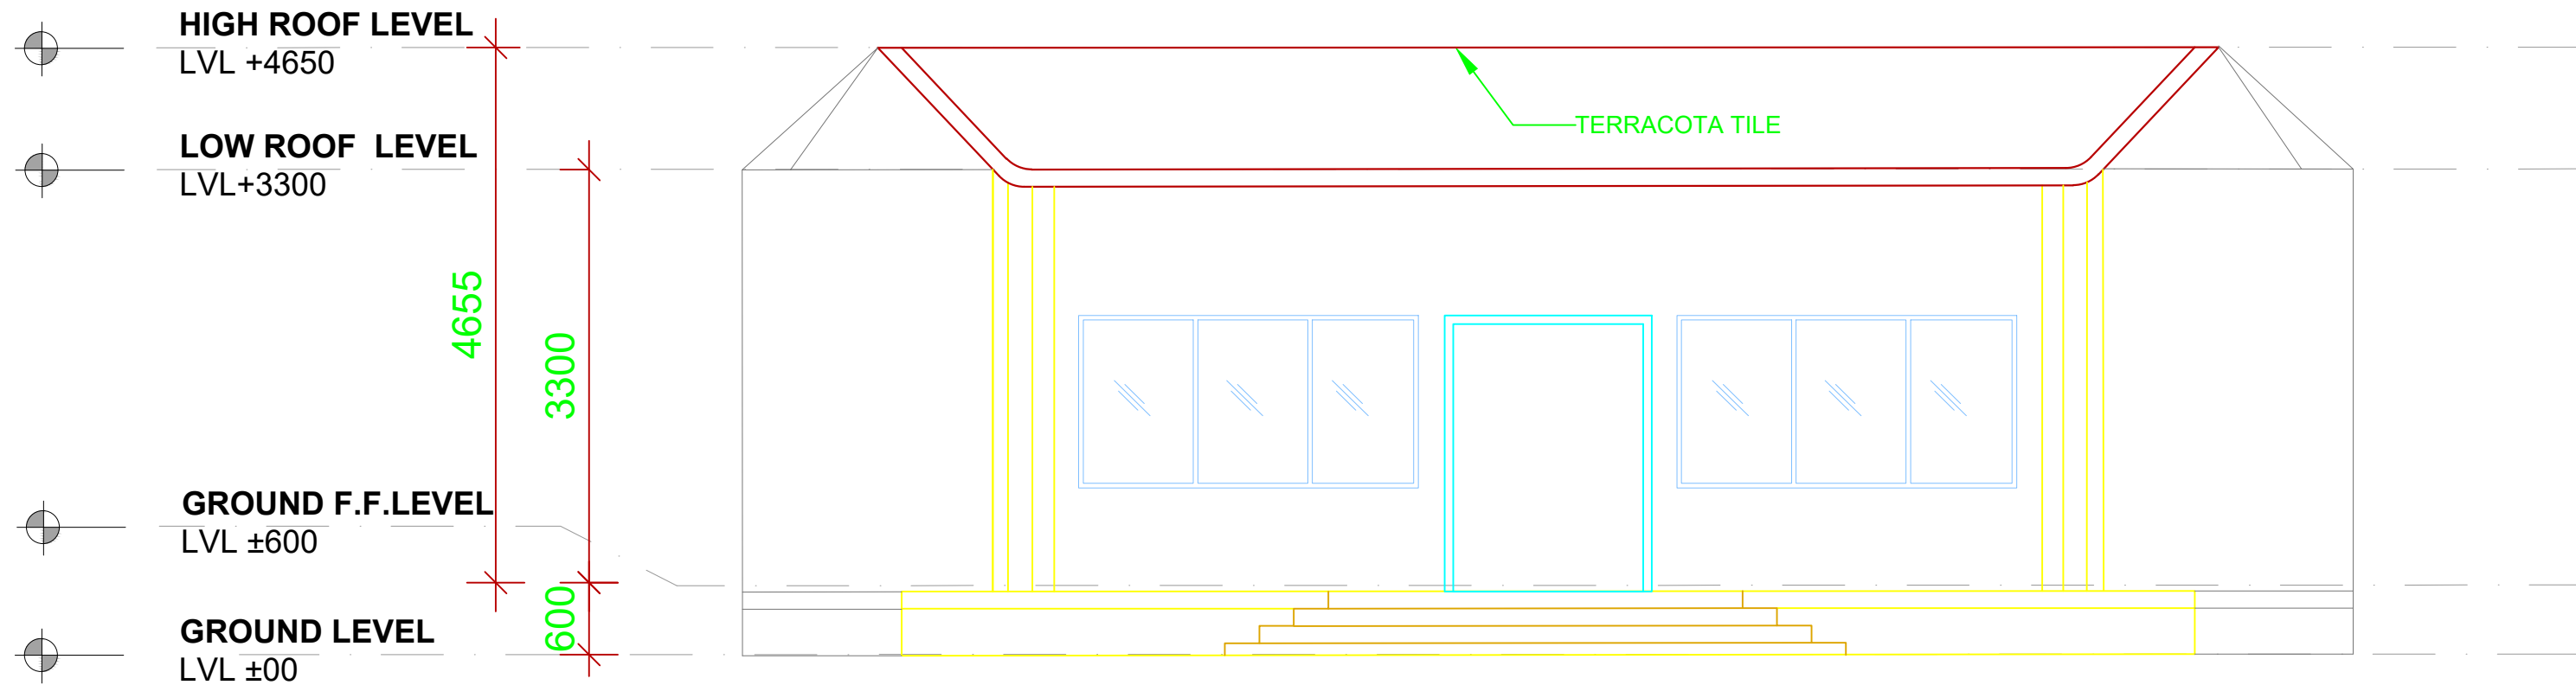 HIGH ROOF LEVEL
LVL +4650
TERRACOTA TILE
LOW ROOF  LEVEL
LVL+3300
4655
3300
GROUND F.F.LEVEL
LVL ±600
600
GROUND LEVEL
LVL ±00